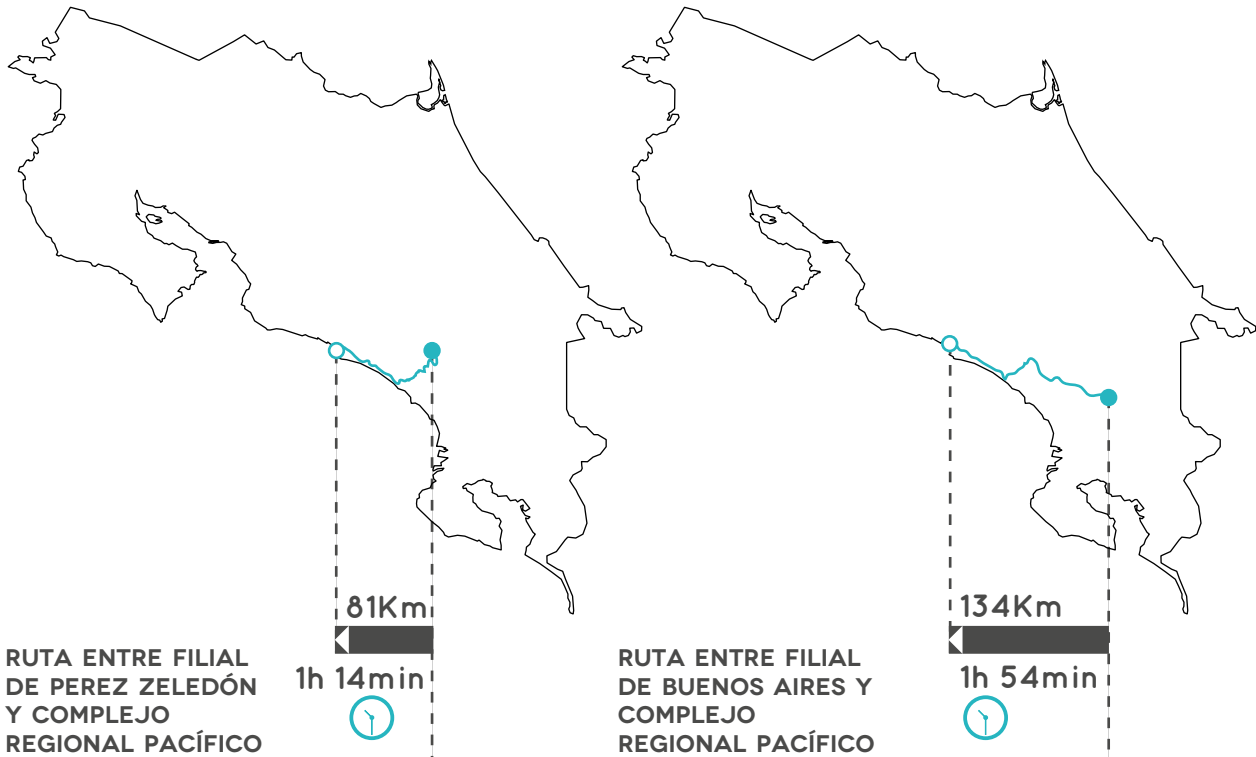 81Km
RUTA ENTRE FILIAL
DE PEREZ ZELEDÓN
Y COMPLEJO
REGIONAL PACÍFICO
1h 14min
134Km
RUTA ENTRE FILIAL
DE BUENOS AIRES Y
COMPLEJO
REGIONAL PACÍFICO
1h 54min